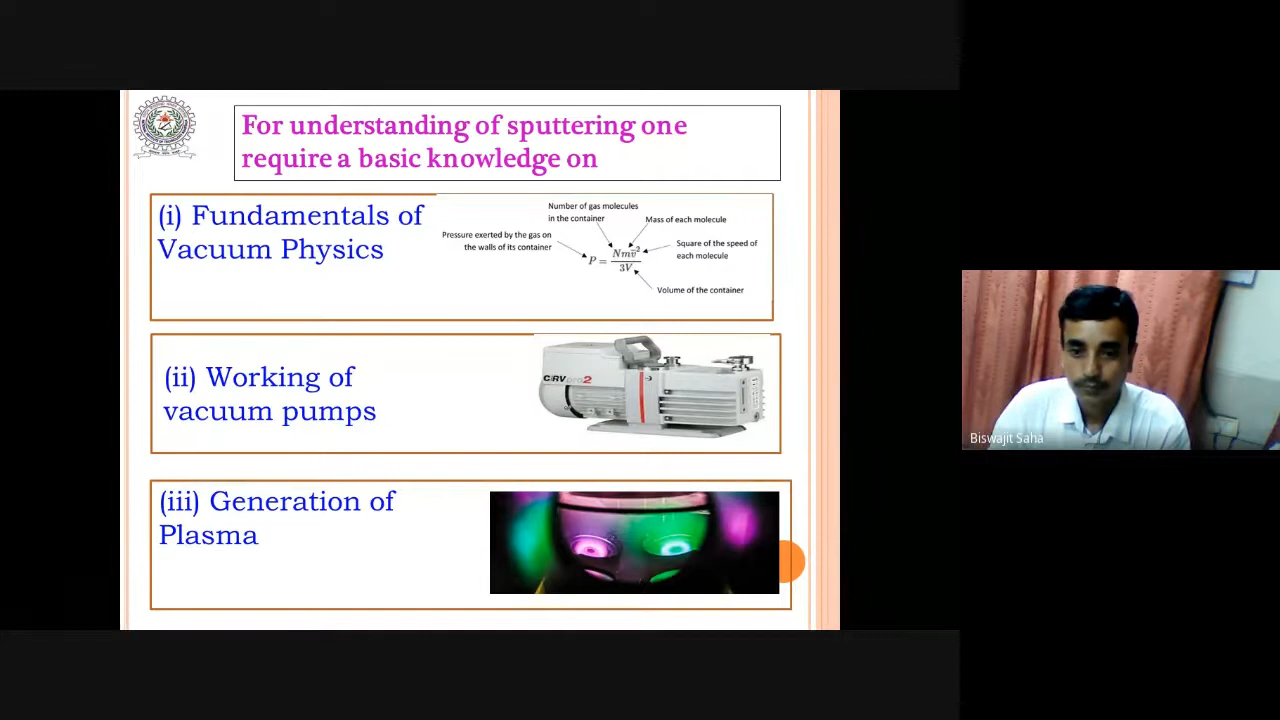 For understanding of sputtering one
require a basic knowledge on
(i) Fundamentals of
Vacuum Physics
Number of gas molecules
in the container
Mass of each molecule
Pressure exerted by the gas on
the walls of its container
Square of the speed of
each molecule
P = Nmv̅²
3V
Volume of the container
(ii) Working of
vacuum pumps
(iii) Generation of
Plasma
Biswajit Saha